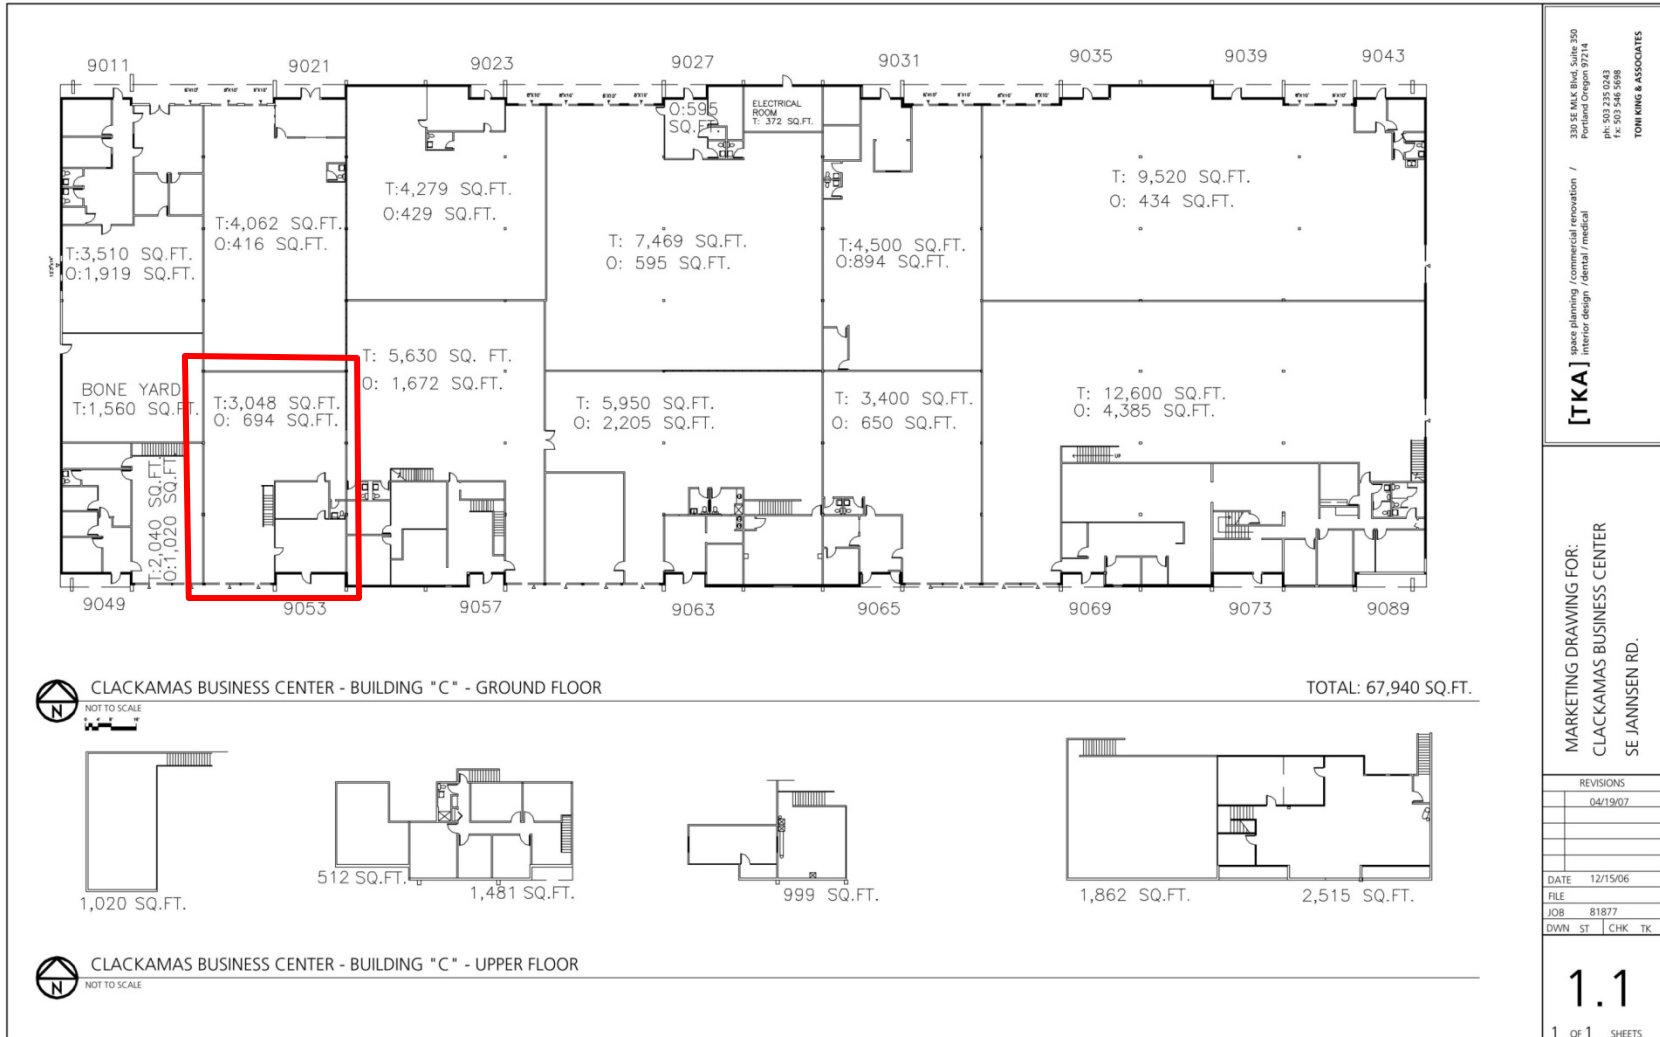 9011
9021
9023
9027
9031
9035
9039
9043
O:595
SQ.FT.
ELECTRICAL
ROOM
T: 372 SQ.FT.
T:3,510 SQ.FT.
O:1,919 SQ.FT.
T:4,062 SQ.FT.
O:416 SQ.FT.
T:4,279 SQ.FT.
O:429 SQ.FT.
T: 7,469 SQ.FT.
O: 595 SQ.FT.
T:4,500 SQ.FT.
O:894 SQ.FT.
T: 9,520 SQ.FT.
O: 434 SQ.FT.
BONE YARD
T:1,560 SQ.FT.
T:3,048 SQ.FT.
O: 694 SQ.FT.
T: 5,630 SQ. FT.
O: 1,672 SQ.FT.
T: 5,950 SQ.FT.
O: 2,205 SQ.FT.
T: 3,400 SQ.FT.
O: 650 SQ.FT.
T: 12,600 SQ.FT.
O: 4,385 SQ.FT.
T:2,040 SQ.FT.
O:1,020 SQ.FT.
UP
9049
9053
9057
9063
9065
9069
9073
9089
N
CLACKAMAS BUSINESS CENTER - BUILDING "C" - GROUND FLOOR
TOTAL: 67,940 SQ.FT.
NOT TO SCALE
1,020 SQ.FT.
512 SQ.FT.
1,481 SQ.FT.
999 SQ.FT.
1,862 SQ.FT.
2,515 SQ.FT.
N
CLACKAMAS BUSINESS CENTER - BUILDING "C" - UPPER FLOOR
NOT TO SCALE
330 SE MLK Blvd, Suite 350
Portland Oregon 97214
ph: 503 235 0243
fx: 503 546 5698
TONI KING & ASSOCIATES
[TKA]
space planning / commercial renovation /
interior design / dental / medical
MARKETING DRAWING FOR:
CLACKAMAS BUSINESS CENTER
SE JANNSEN RD.
REVISIONS
04/19/07
DATE 12/15/06
FILE
JOB 81877
DWN ST CHK TK
1.1
1 OF 1 SHEETS